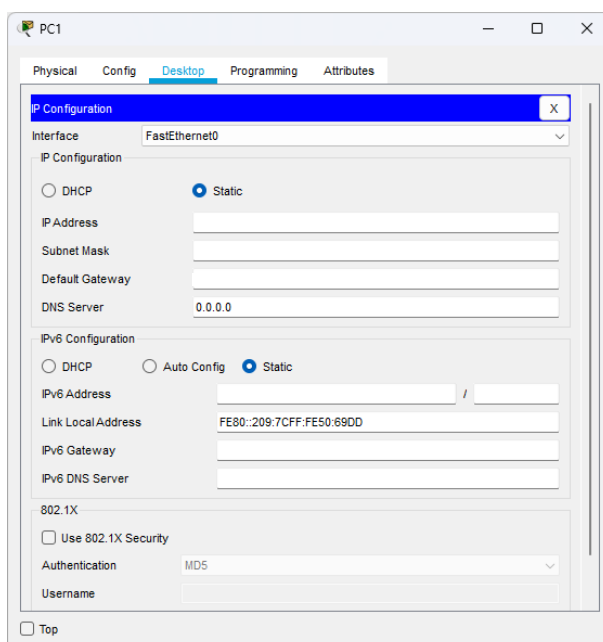 PC1
Physical Config Desktop Programming Attributes
IP Configuration X
Interface FastEthernet0
IP Configuration
DHCP Static
IP Address
Subnet Mask
Default Gateway
DNS Server 0.0.0.0
IPv6 Configuration
DHCP Auto Config Static
IPv6 Address /
Link Local Address FE80::209:7CFF:FE50:69DD
IPv6 Gateway
IPv6 DNS Server
802.1X
Use 802.1X Security
Authentication MD5
Username
Top